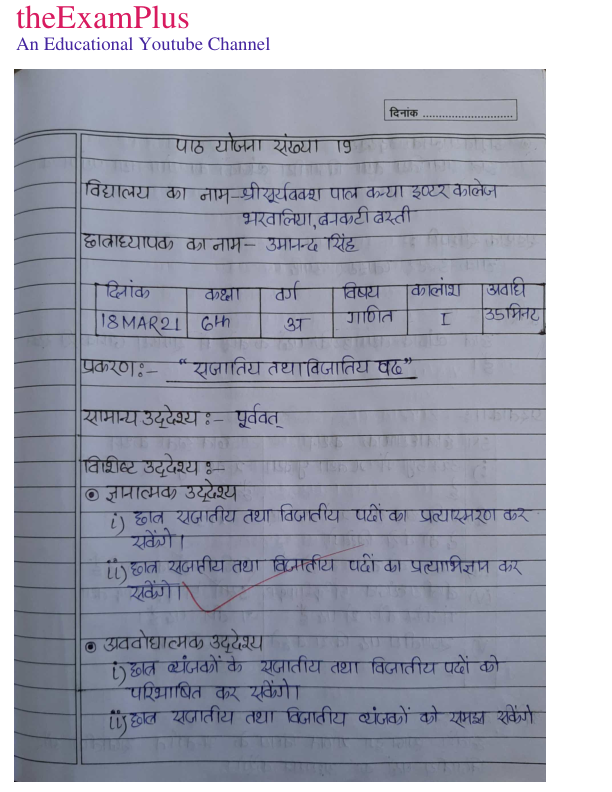 theExamPlus
An Educational Youtube Channel
दिनांक ............................
पाठ योजना संख्या 19
विद्यालय का नाम- श्री सूर्यबक्श पाल कन्या इण्टर कालेज
भरवलिया, बनकटी बस्ती
छात्राध्यापक का नाम- उमानन्द सिंह
दिनांक कक्षा वर्ग विषय कालांश अवधि
18 MAR 21 6th अ गणित I 35 मिनट
प्रकरण:- "सजातिय तथा विजातिय पद"
सामान्य उद्देश्य :- पूर्ववत्
विशिष्ट उद्देश्य :-
ज्ञानात्मक उद्देश्य
i) छात्र सजातीय तथा विजातीय पदों का प्रत्यास्मरण कर
सकेंगे।
ii) छात्र सजातीय तथा विजातीय पदों का प्रत्याभिज्ञान कर
सकेंगे।
अवबोधात्मक उद्देश्य
i) छात्र व्यंजकों के सजातीय तथा विजातीय पदों को
परिभाषित कर सकेंगे।
ii) छात्र सजातीय तथा विजातीय व्यंजकों को समझ सकेंगे